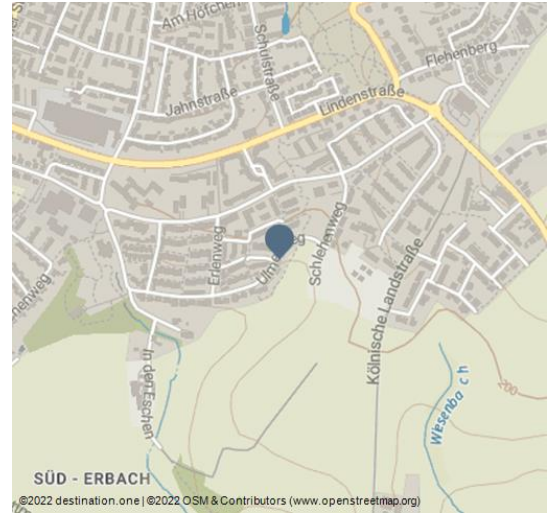 Am Höfchen
Schulstraße
Flehenberg
Jahnstraße
Lindenstraße
Erlenweg
Schlehenweg
Kölnische Landstraße
In den Eschen
Wiesenbach
200
SÜD - ERBACH
©2022 destination.one | ©2022 OSM & Contributors (www.openstreetmap.org)